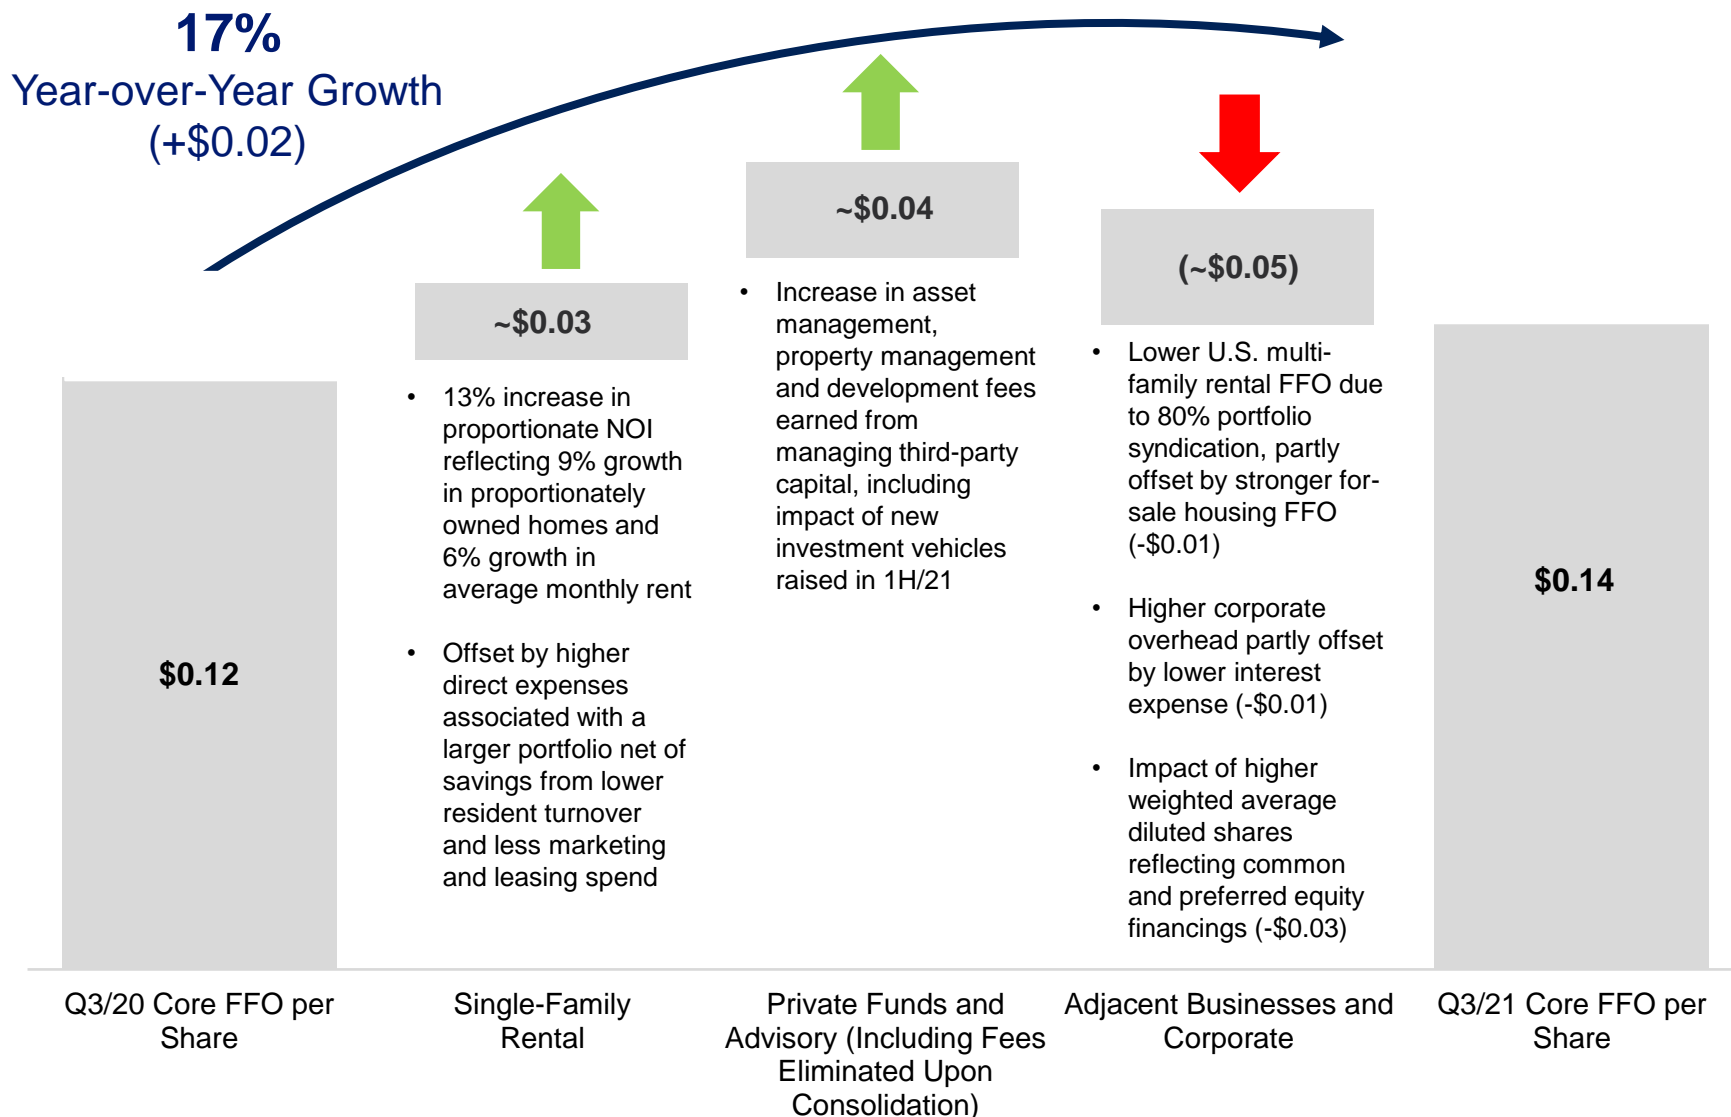 17%
Year-over-Year Growth
(+$0.02)
$0.12
~$0.03
• 13% increase in
proportionate NOI
reflecting 9% growth
in proportionately
owned homes and
6% growth in
average monthly rent
• Offset by higher
direct expenses
associated with a
larger portfolio net of
savings from lower
resident turnover
and less marketing
and leasing spend
~$0.04
• Increase in asset
management,
property management
and development fees
earned from
managing third-party
capital, including
impact of new
investment vehicles
raised in 1H/21
(~$0.05)
• Lower U.S. multi-
family rental FFO due
to 80% portfolio
syndication, partly
offset by stronger for-
sale housing FFO
(-$0.01)
• Higher corporate
overhead partly offset
by lower interest
expense (-$0.01)
• Impact of higher
weighted average
diluted shares
reflecting common
and preferred equity
financings (-$0.03)
$0.14
Q3/20 Core FFO per
Share
Single-Family
Rental
Private Funds and
Advisory (Including Fees
Eliminated Upon
Consolidation)
Adjacent Businesses and
Corporate
Q3/21 Core FFO per
Share